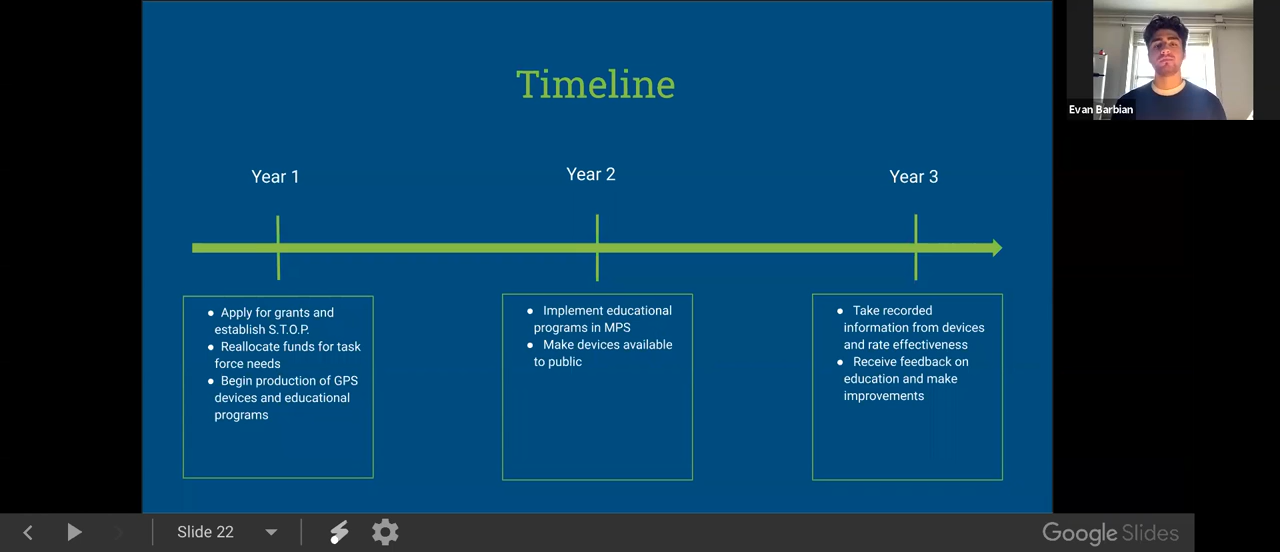 Timeline
Evan Barbian
Year 1
Year 2
Year 3
● Apply for grants and
establish S.T.O.P.
● Reallocate funds for task
force needs
● Begin production of GPS
devices and educational
programs
● Implement educational
programs in MPS
● Make devices available
to public
● Take recorded
information from devices
and rate effectiveness
● Receive feedback on
education and make
improvements
Slide 22
Google Slides